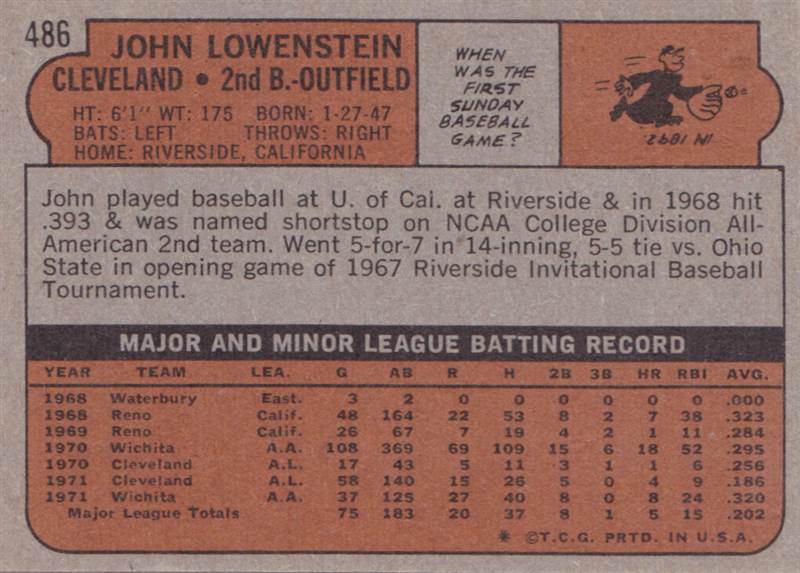 486
JOHN LOWENSTEIN
CLEVELAND • 2nd B.-OUTFIELD
HT: 6'1" WT: 175 BORN: 1-27-47
BATS: LEFT THROWS: RIGHT
HOME: RIVERSIDE, CALIFORNIA
WHEN
WAS THE
FIRST
SUNDAY
BASEBALL
GAME?
IN 1892.
John played baseball at U. of Cal. at Riverside & in 1968 hit
.393 & was named shortstop on NCAA College Division All-
American 2nd team. Went 5-for-7 in 14-inning, 5-5 tie vs. Ohio
State in opening game of 1967 Riverside Invitational Baseball
Tournament.
MAJOR AND MINOR LEAGUE BATTING RECORD
YEAR TEAM LEA. G AB R H 2B 3B HR RBI AVG.
1968 Waterbury East. 3 2 0 0 0 0 0 0 .000
1968 Reno Calif. 48 164 22 53 8 2 7 38 .323
1969 Reno Calif. 26 67 7 19 4 2 1 11 .284
1970 Wichita A.A. 108 369 69 109 15 6 18 52 .295
1970 Cleveland A.L. 17 43 5 11 3 1 1 6 .256
1971 Cleveland A.L. 58 140 15 26 5 0 4 9 .186
1971 Wichita A.A. 37 125 27 40 8 0 8 24 .320
Major League Totals 75 183 20 37 8 1 5 15 .202
* ©T.C.G. PRTD. IN U.S.A.